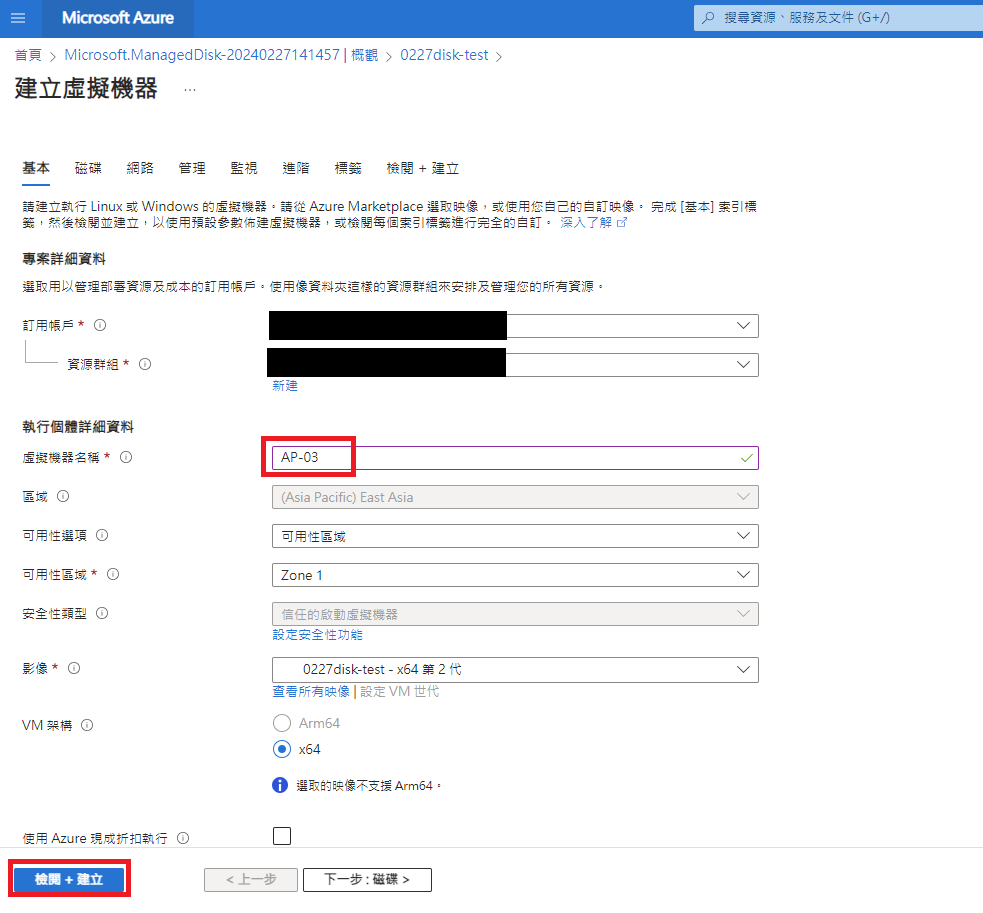 Microsoft Azure
搜尋資源、服務及文件 (G+/)
首頁 > Microsoft.ManagedDisk-20240227141457 | 概觀 > 0227disk-test >
建立虛擬機器 ...
基本 磁碟 網路 管理 監視 進階 標籤 檢閱 + 建立
請建立執行 Linux 或 Windows 的虛擬機器。請從 Azure Marketplace 選取映像，或使用您自己的自訂映像。 完成 [基本] 索引標
籤，然後檢閱並建立，以使用預設參數佈建虛擬機器，或檢閱每個索引標籤進行完全的自訂。 深入了解
專案詳細資料
選取用以管理部署資源及成本的訂用帳戶。使用像資料夾這樣的資源群組來安排及管理您的所有資源。
訂用帳戶 *
資源群組 *
新建
執行個體詳細資料
虛擬機器名稱 * AP-03
區域 (Asia Pacific) East Asia
可用性選項 可用性區域
可用性區域 * Zone 1
安全性類型 信任的啟動虛擬機器
設定安全性功能
影像 * 0227disk-test - x64 第 2 代
查看所有映像 | 設定 VM 世代
VM 架構 Arm64
x64
選取的映像不支援 Arm64。
使用 Azure 現成折扣執行
檢閱 + 建立 < 上一步 下一步 : 磁碟 >